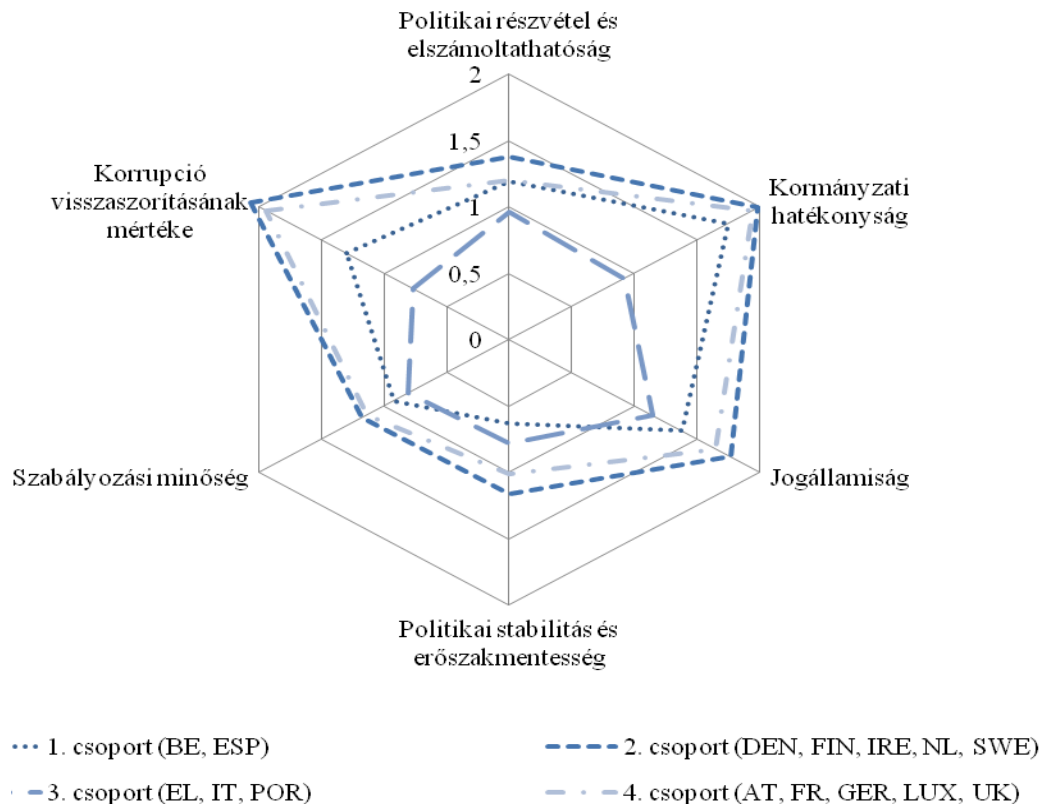 Politikai részvétel és
elszámoltathatóság
2
1,5
1
0,5
0
Korrupció
visszaszorításának
mértéke
Kormányzati
hatékonyság
Szabályozási minőség
Jogállamiság
Politikai stabilitás és
erőszakmentesség
1. csoport (BE, ESP)
2. csoport (DEN, FIN, IRE, NL, SWE)
3. csoport (EL, IT, POR)
4. csoport (AT, FR, GER, LUX, UK)